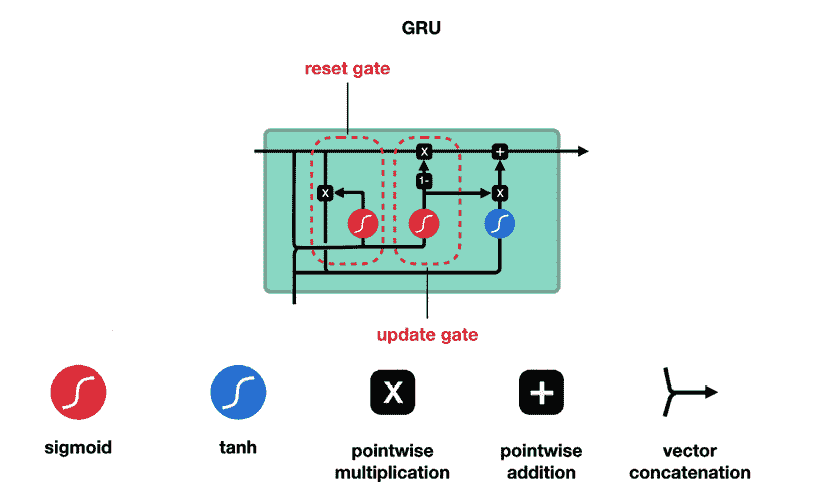 GRU
reset gate
x
+
1-
x
x
update gate
X
+
sigmoid
tanh
pointwise
multiplication
pointwise
addition
vector
concatenation